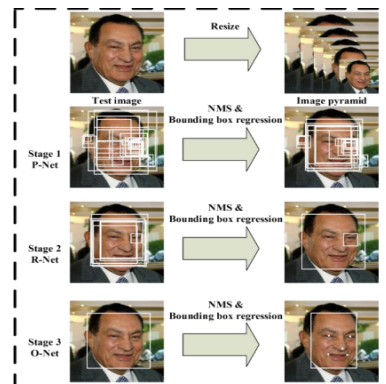 Resize
Test image
Image pyramid
NMS &
Bounding box regression
Stage 1
P-Net
NMS &
Bounding box regression
Stage 2
R-Net
NMS &
Bounding box regression
Stage 3
O-Net